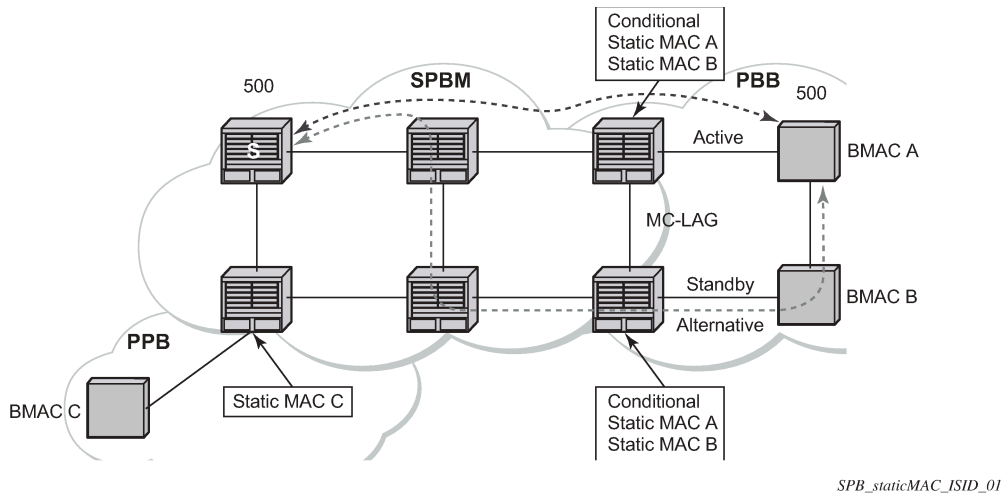 Conditional
Static MAC A
Static MAC B
500
SPBM
PBB
500
S
Active
BMAC A
MC-LAG
Standby
BMAC B
Alternative
PPB
BMAC C
Static MAC C
Conditional
Static MAC A
Static MAC B
SPB_staticMAC_ISID_01